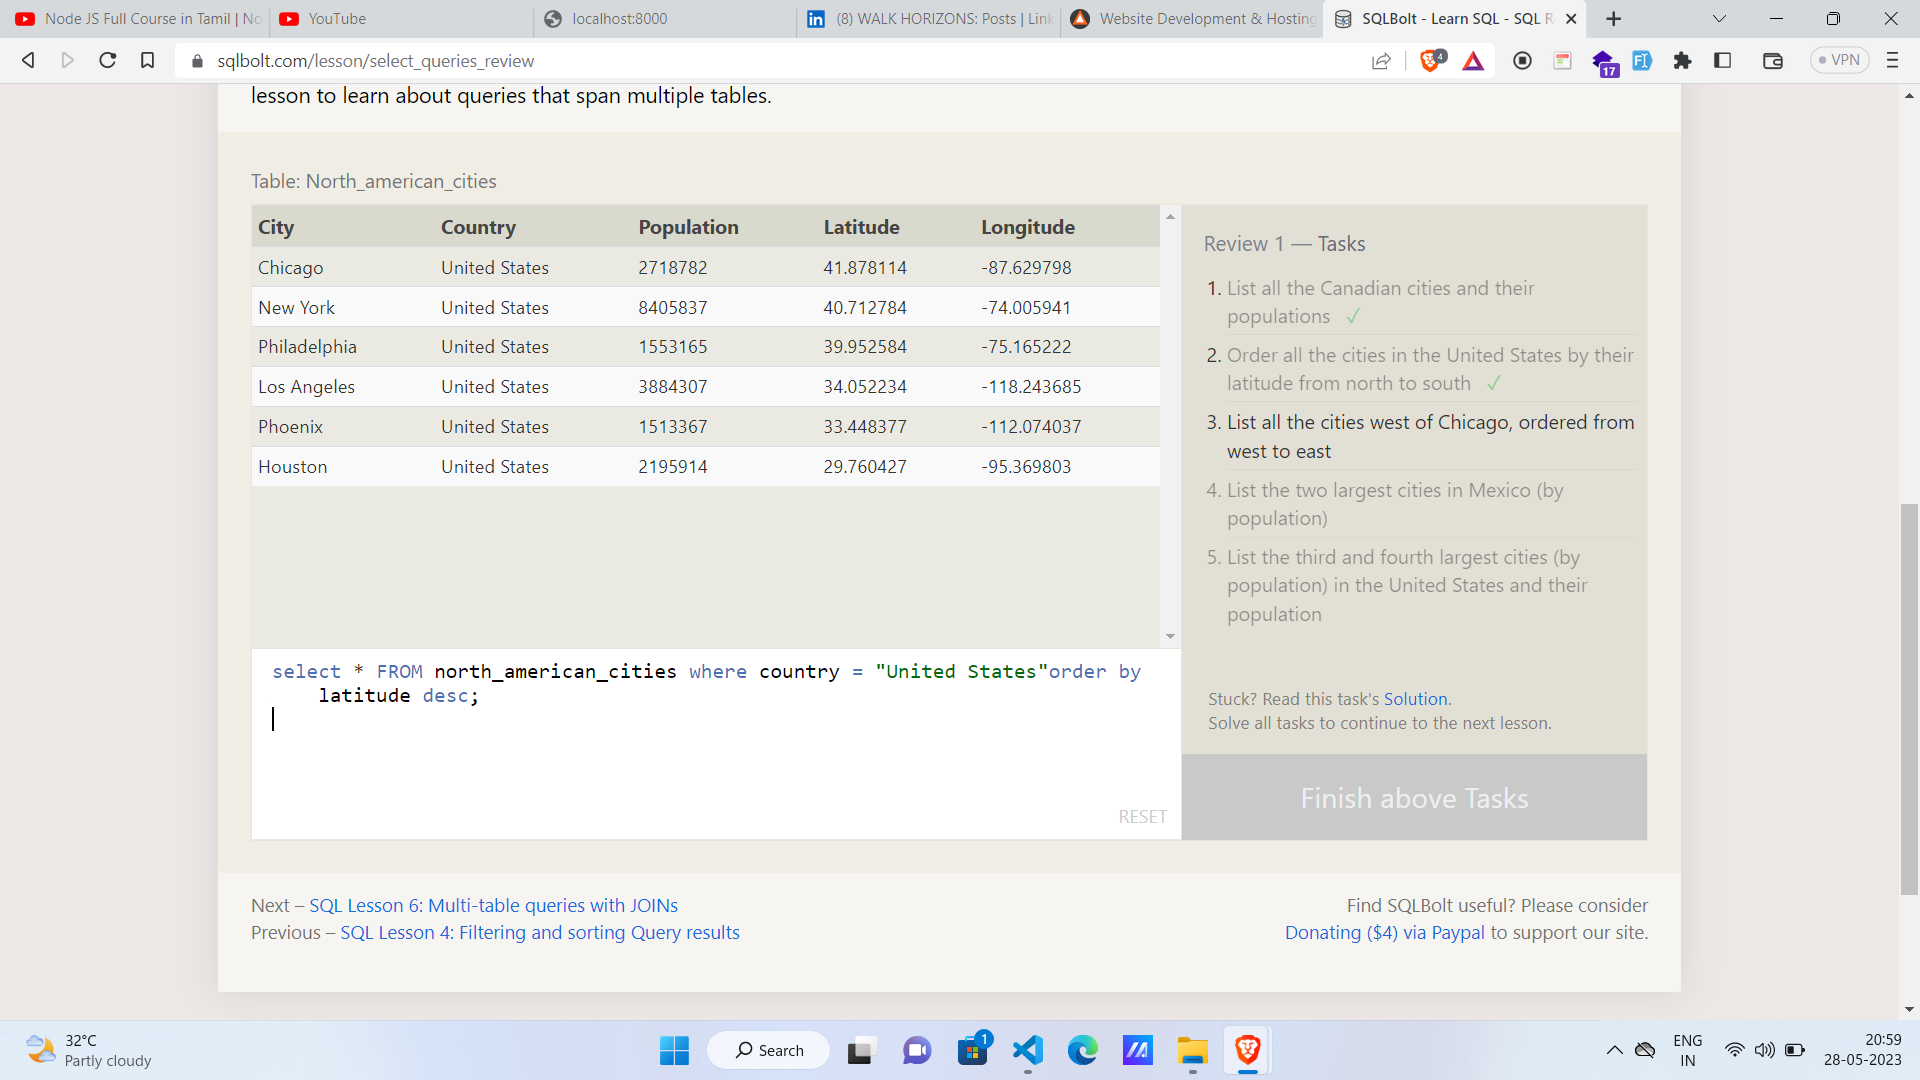 Node JS Full Course in Tamil | No
YouTube
localhost:8000
(8) WALK HORIZONS: Posts | Link
Website Development & Hosting
SQLBolt - Learn SQL - SQL R
sqlbolt.com/lesson/select_queries_review
4
17
VPN
lesson to learn about queries that span multiple tables.
Table: North_american_cities
City Country Population Latitude Longitude
Chicago United States 2718782 41.878114 -87.629798
New York United States 8405837 40.712784 -74.005941
Philadelphia United States 1553165 39.952584 -75.165222
Los Angeles United States 3884307 34.052234 -118.243685
Phoenix United States 1513367 33.448377 -112.074037
Houston United States 2195914 29.760427 -95.369803
select * FROM north_american_cities where country = "United States"order by
latitude desc;
RESET
Review 1 — Tasks
1. List all the Canadian cities and their
populations ✓
2. Order all the cities in the United States by their
latitude from north to south ✓
3. List all the cities west of Chicago, ordered from
west to east
4. List the two largest cities in Mexico (by
population)
5. List the third and fourth largest cities (by
population) in the United States and their
population
Stuck? Read this task's Solution.
Solve all tasks to continue to the next lesson.
Finish above Tasks
Next – SQL Lesson 6: Multi-table queries with JOINs
Previous – SQL Lesson 4: Filtering and sorting Query results
Find SQLBolt useful? Please consider
Donating ($4) via Paypal to support our site.
32°C
Partly cloudy
Search
1
ENG
IN
20:59
28-05-2023